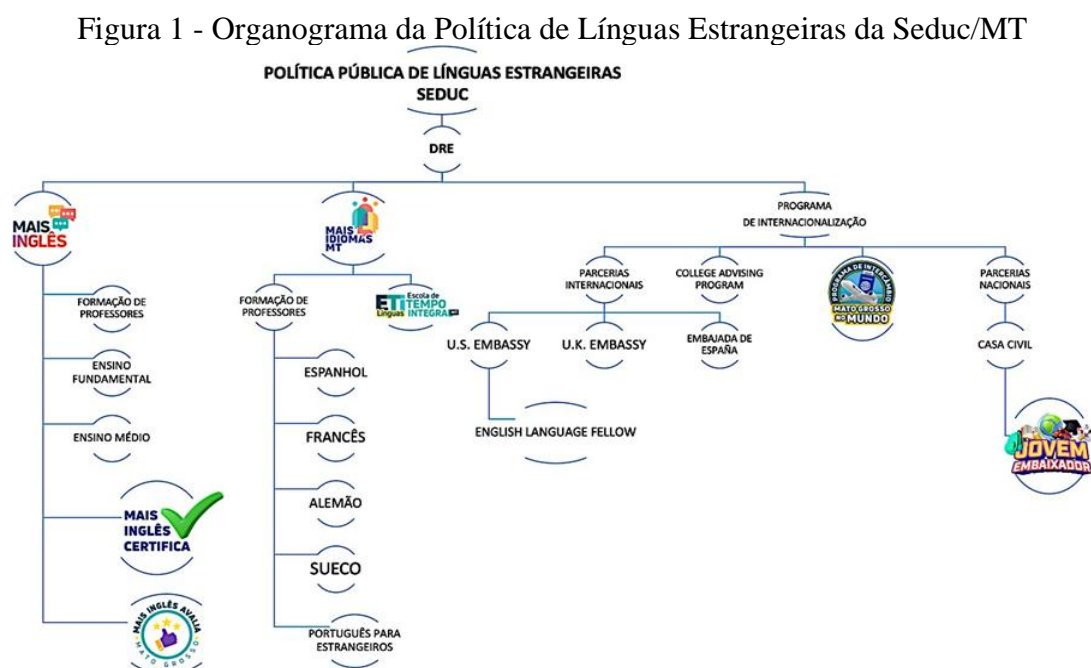 Figura 1 - Organograma da Política de Línguas Estrangeiras da Seduc/MT
POLÍTICA PÚBLICA DE LÍNGUAS ESTRANGEIRAS
SEDUC
DRE
MAIS
INGLÊS
MAIS
IDIOMAS
MT
PROGRAMA
DE INTERNACIONALIZAÇÃO
FORMAÇÃO DE
PROFESSORES
ENSINO
FUNDAMENTAL
ENSINO MÉDIO
MAIS
INGLÊS
CERTIFICA
MAIS INGLÊS AVALIA
MATO GROSSO
FORMAÇÃO DE
PROFESSORES
ESPANHOL
FRANCÊS
ALEMÃO
SUECO
PORTUGUÊS PARA
ESTRANGEIROS
ETI
Línguas
Escola de
TEMPO
INTEGRAL
PARCERIAS
INTERNACIONAIS
U.S. EMBASSY
ENGLISH LANGUAGE FELLOW
U.K. EMBASSY
EMBAJADA DE
ESPAÑA
COLLEGE ADVISING
PROGRAM
PROGRAMA DE INTERCÂMBIO
MATO GROSSO
NO MUNDO
PARCERIAS
NACIONAIS
CASA CIVIL
JOVEM
EMBAIXADOR